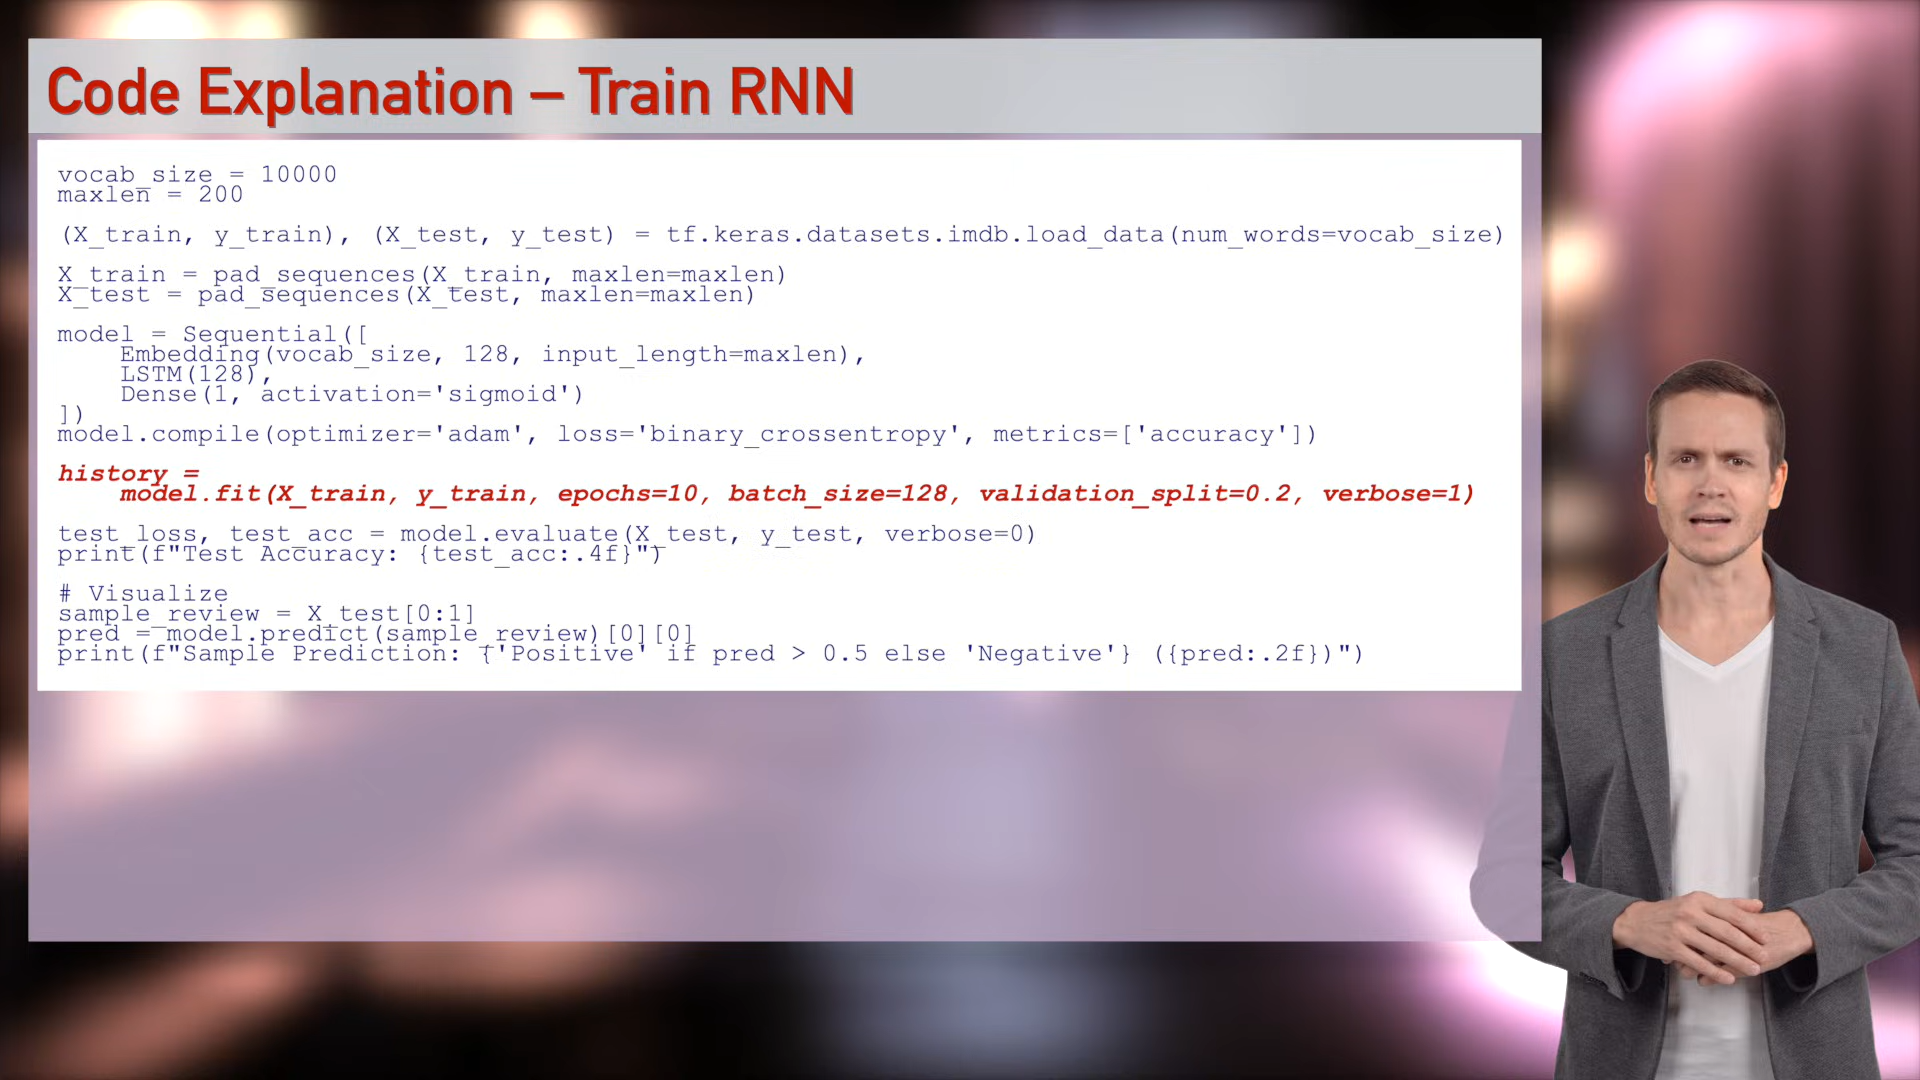 Code Explanation – Train RNN
vocab_size = 10000
maxlen = 200
(X_train, y_train), (X_test, y_test) = tf.keras.datasets.imdb.load_data(num_words=vocab_size)
X_train = pad_sequences(X_train, maxlen=maxlen)
X_test = pad_sequences(X_test, maxlen=maxlen)
model = Sequential([
    Embedding(vocab_size, 128, input_length=maxlen),
    LSTM(128),
    Dense(1, activation='sigmoid')
])
model.compile(optimizer='adam', loss='binary_crossentropy', metrics=['accuracy'])
history =
    model.fit(X_train, y_train, epochs=10, batch_size=128, validation_split=0.2, verbose=1)
test_loss, test_acc = model.evaluate(X_test, y_test, verbose=0)
print(f"Test Accuracy: {test_acc:.4f}")
# Visualize
sample_review = X_test[0:1]
pred = model.predict(sample_review)[0][0]
print(f"Sample Prediction: {'Positive' if pred > 0.5 else 'Negative'} ({pred:.2f})")